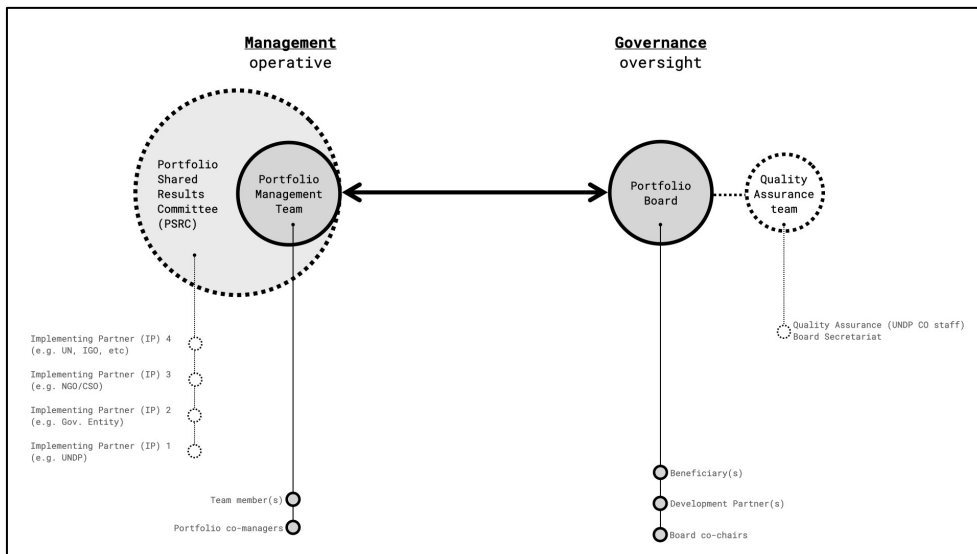 Management
operative
Governance
oversight
Portfolio
Shared
Results
Committee
(PSRC)
Portfolio
Management
Team
Portfolio
Board
Quality
Assurance
team
Implementing Partner (IP) 4
(e.g. UN, IGO, etc)
Implementing Partner (IP) 3
(e.g. NGO/CSO)
Implementing Partner (IP) 2
(e.g. Gov. Entity)
Implementing Partner (IP) 1
(e.g. UNDP)
Team member(s)
Portfolio co-managers
Quality Assurance (UNDP CO staff)
Board Secretariat
Beneficiary(s)
Development Partner(s)
Board co-chairs